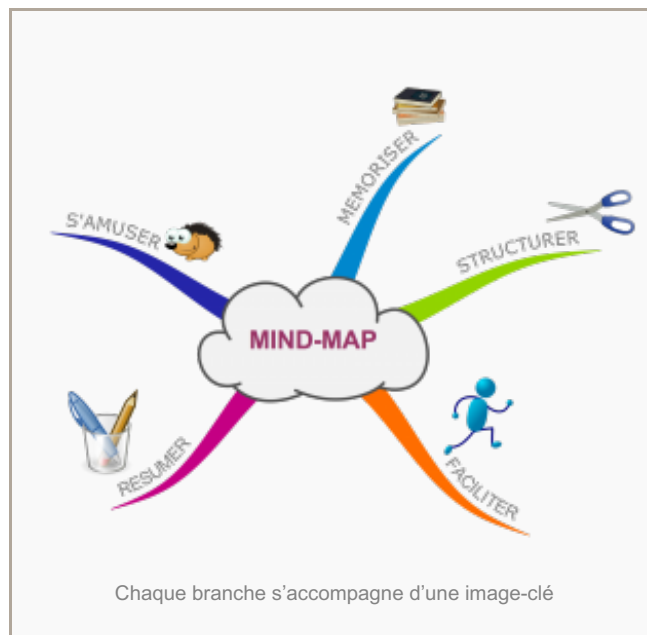 MEMORISER
S'AMUSER
STRUCTURER
MIND-MAP
RESUMER
FACILITER
Chaque branche s’accompagne d’une image-clé